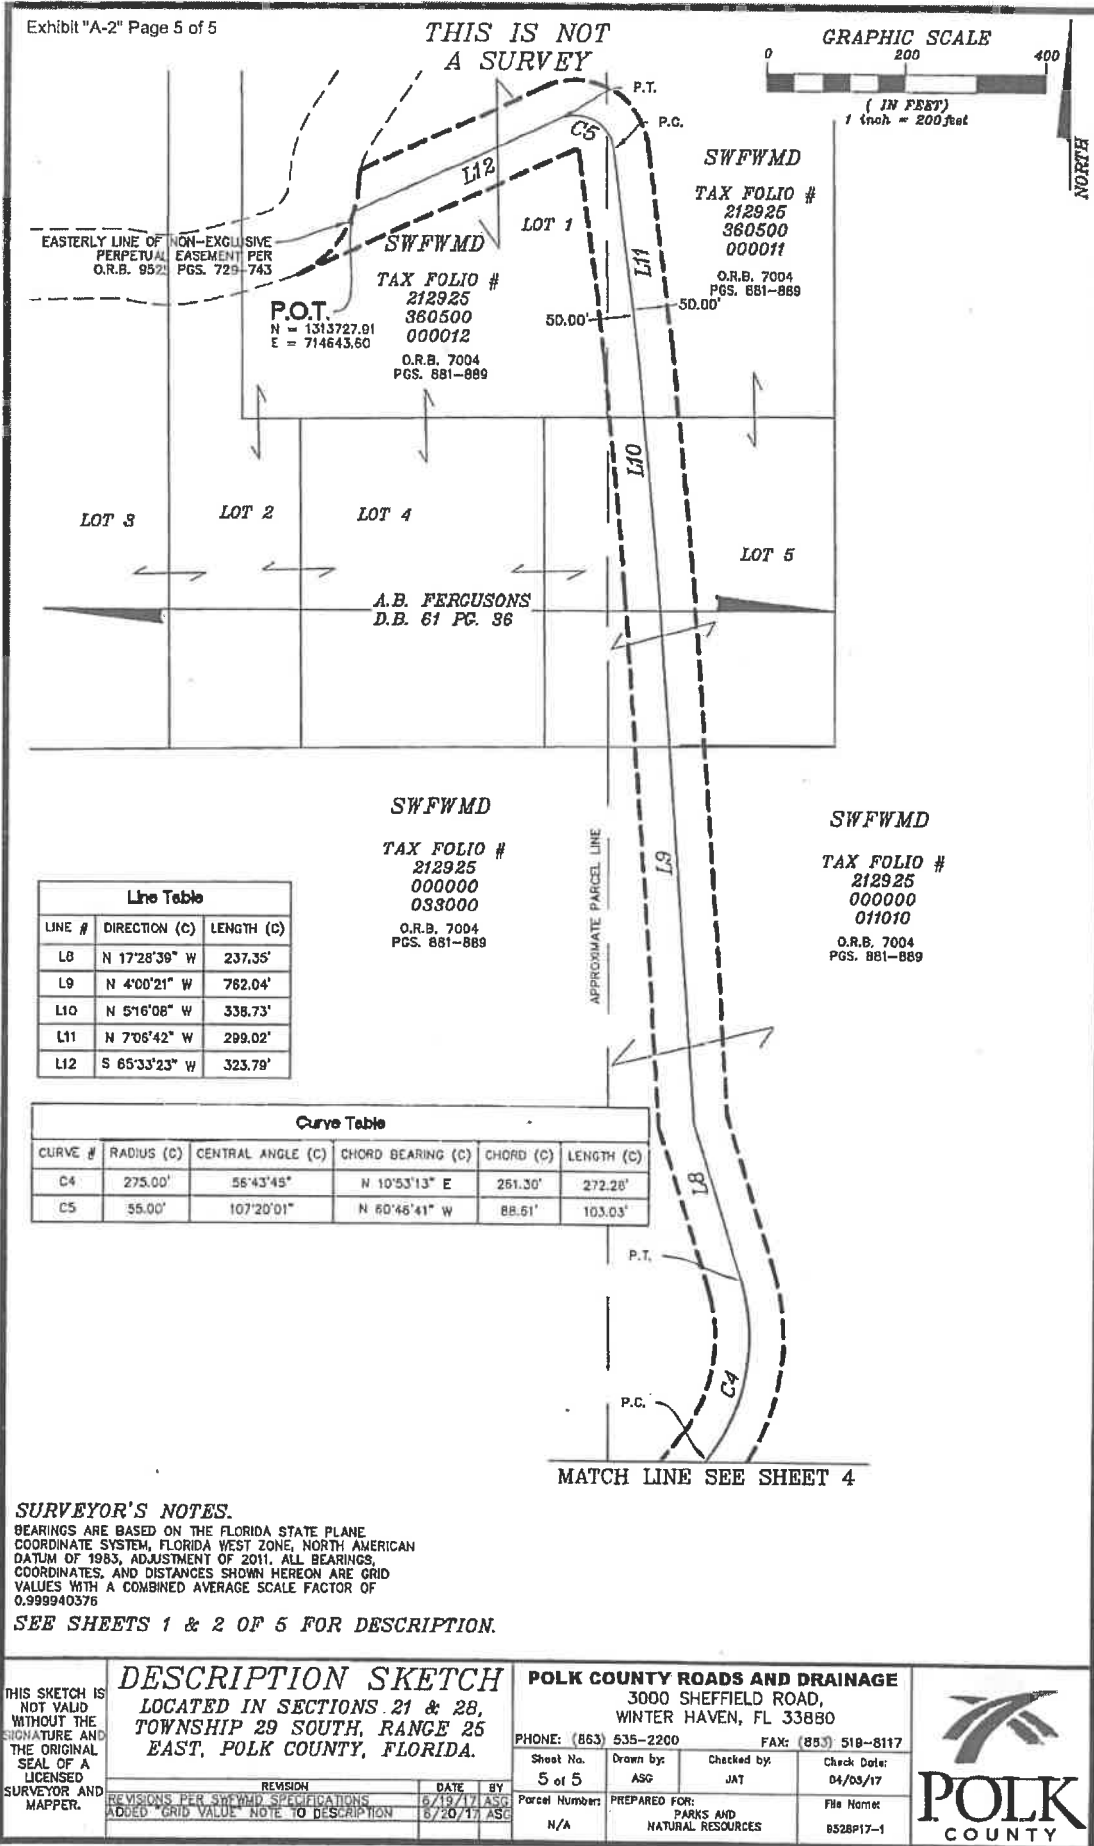 Exhibit "A-2" Page 5 of 5
THIS IS NOT
A SURVEY
GRAPHIC SCALE
0 200 400
( IN FEET)
1 inch = 200 feet
NORTH
P.T.
P.C.
C5
L12
SWFWMD
TAX FOLIO #
212925
360500
000011
O.R.B. 7004
PGS. 881-889
LOT 1
L11
50.00'
50.00'
EASTERLY LINE OF NON-EXCLUSIVE
PERPETUAL EASEMENT PER
O.R.B. 952 PGS. 729-743
SWFWMD
TAX FOLIO #
212925
360500
000012
O.R.B. 7004
PGS. 881-889
P.O.T.
N = 1313727.91
E = 714643.60
L10
LOT 3
LOT 2
LOT 4
LOT 5
A.B. FERGUSONS
D.B. 61 PG. 36
SWFWMD
TAX FOLIO #
212925
000000
033000
O.R.B. 7004
PGS. 881-889
APPROXIMATE PARCEL LINE
L9
SWFWMD
TAX FOLIO #
212925
000000
011010
O.R.B. 7004
PGS. 881-889
Line Table
LINE # DIRECTION (C) LENGTH (C)
L8 N 17°28'39" W 237.35'
L9 N 4°00'21" W 762.04'
L10 N 5°16'08" W 338.73'
L11 N 7°06'42" W 299.02'
L12 S 65°33'23" W 323.79'
Curve Table
CURVE # RADIUS (C) CENTRAL ANGLE (C) CHORD BEARING (C) CHORD (C) LENGTH (C)
C4 275.00' 56°43'45" N 10°53'13" E 261.30' 272.28'
C5 55.00' 107°20'01" N 60°46'41" W 88.61' 103.03'
L8
P.T.
C4
P.C.
MATCH LINE SEE SHEET 4
SURVEYOR'S NOTES.
BEARINGS ARE BASED ON THE FLORIDA STATE PLANE
COORDINATE SYSTEM, FLORIDA WEST ZONE, NORTH AMERICAN
DATUM OF 1983, ADJUSTMENT OF 2011. ALL BEARINGS,
COORDINATES, AND DISTANCES SHOWN HEREON ARE GRID
VALUES WITH A COMBINED AVERAGE SCALE FACTOR OF
0.999940376
SEE SHEETS 1 & 2 OF 5 FOR DESCRIPTION.
THIS SKETCH IS
NOT VALID
WITHOUT THE
SIGNATURE AND
THE ORIGINAL
SEAL OF A
LICENSED
SURVEYOR AND
MAPPER.
DESCRIPTION SKETCH
LOCATED IN SECTIONS 21 & 28,
TOWNSHIP 29 SOUTH, RANGE 25
EAST, POLK COUNTY, FLORIDA.
REVISION DATE BY
REVISIONS PER SWFWMD SPECIFICATIONS 6/19/17 ASG
ADDED "GRID VALUE" NOTE TO DESCRIPTION 6/20/17 ASG
POLK COUNTY ROADS AND DRAINAGE
3000 SHEFFIELD ROAD,
WINTER HAVEN, FL 33880
PHONE: (863) 535-2200 FAX: (863) 519-8117
Sheet No. Drawn by: Checked by: Check Date:
5 of 5 ASG JAT 04/03/17
Parcel Number: PREPARED FOR: File Name:
N/A PARKS AND
NATURAL RESOURCES 9528P17-1
POLK
COUNTY